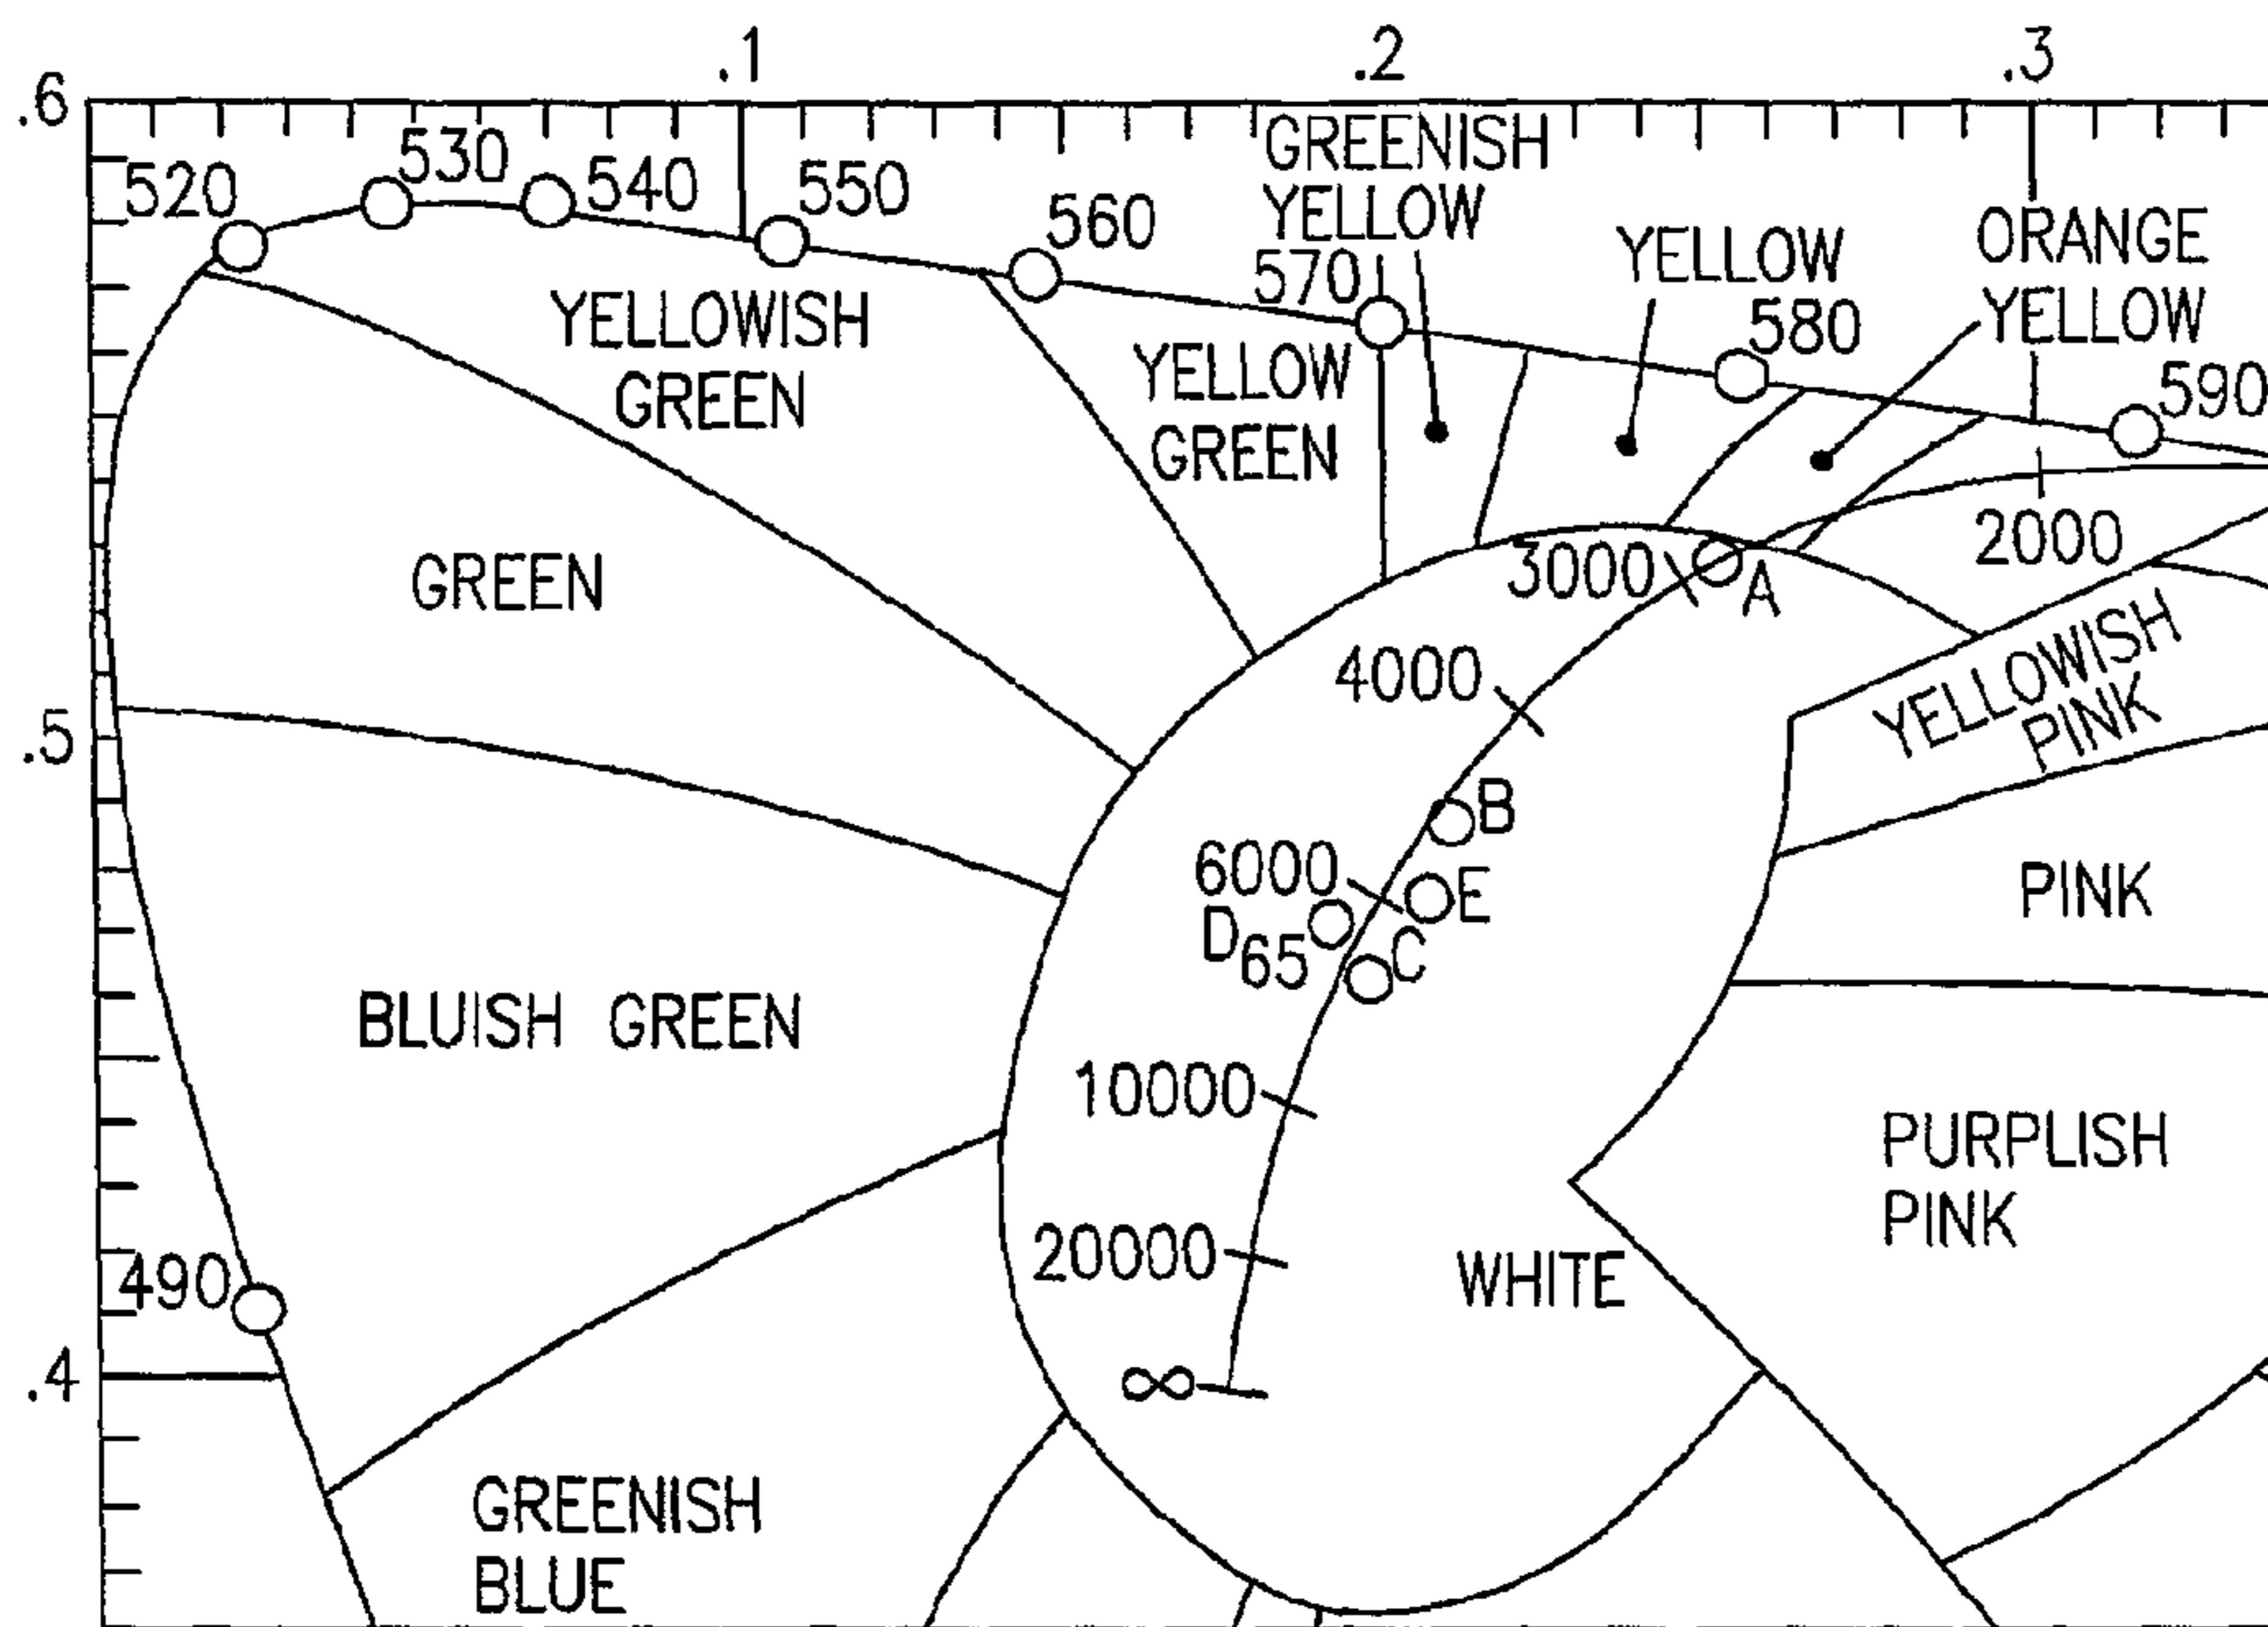 .1
.2
.3
.6
520
530
540
550
560
GREENISH
YELLOW
570
YELLOW
580
ORANGE
YELLOW
590
YELLOWISH
GREEN
YELLOW
GREEN
GREEN
3000
A
2000
4000
YELLOWISH
PINK
.5
B
6000
E
D65
C
PINK
BLUISH GREEN
10000
PURPLISH
PINK
20000
WHITE
490
∞
.4
GREENISH
BLUE